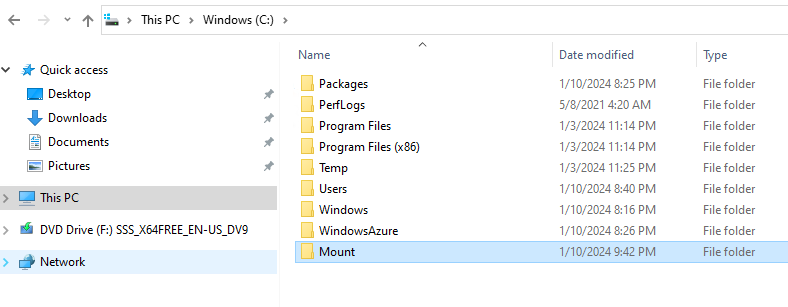 This PC > Windows (C:) >
Name Date modified Type
Quick access
Desktop
Downloads
Documents
Pictures
This PC
DVD Drive (F:) SSS_X64FREE_EN-US_DV9
Network
Packages 1/10/2024 8:25 PM File folder
PerfLogs 5/8/2021 4:20 AM File folder
Program Files 1/3/2024 11:14 PM File folder
Program Files (x86) 1/3/2024 11:14 PM File folder
Temp 1/3/2024 11:25 PM File folder
Users 1/10/2024 8:40 PM File folder
Windows 1/10/2024 8:16 PM File folder
WindowsAzure 1/10/2024 8:26 PM File folder
Mount 1/10/2024 9:42 PM File folder